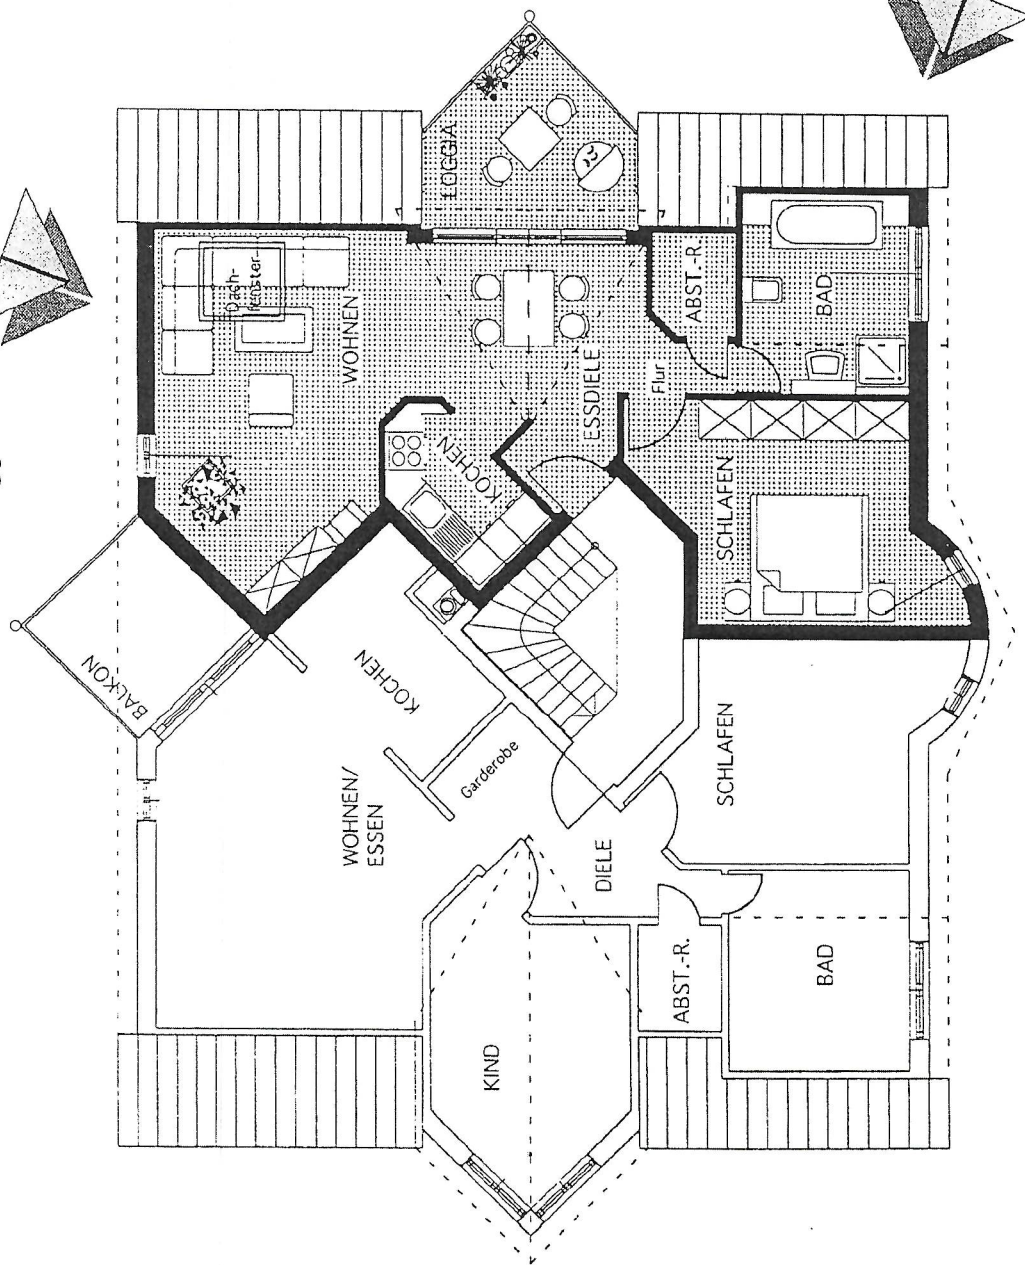 LOGGIA
Dach-
fenster
WOHNEN
ABST.-R.
BAD
ESSDIELE
Flur
KOCHEN
SCHLAFEN
BALKON
KOCHEN
Garderobe
WOHNEN/
ESSEN
SCHLAFEN
DIELE
ABST.-R.
BAD
KIND